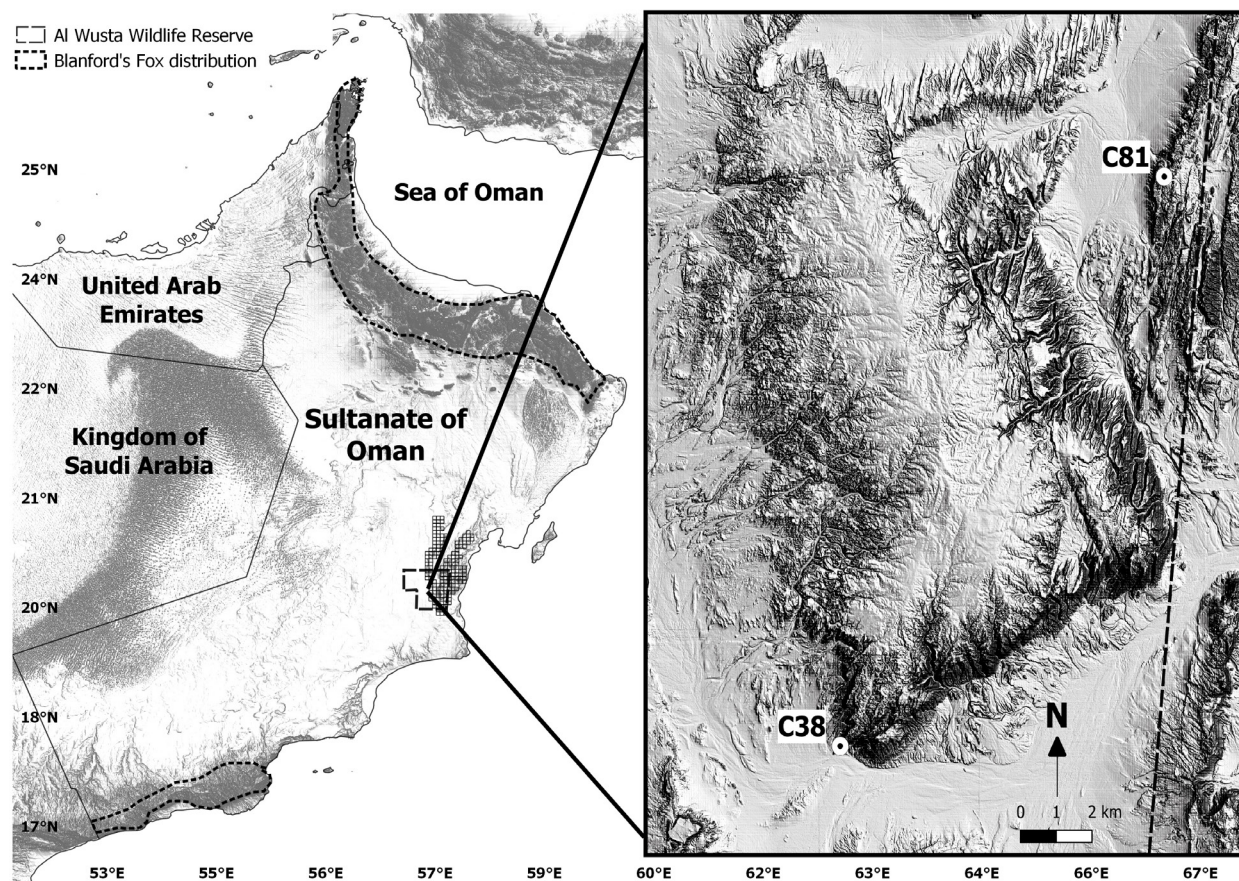 Al Wusta Wildlife Reserve
Blanford's Fox distribution
25°N
Sea of Oman
24°N
United Arab
Emirates
22°N
Sultanate of
Oman
Kingdom of
Saudi Arabia
21°N
20°N
18°N
17°N
C81
C38
N
0 1 2 km
53°E 55°E 56°E 57°E 59°E 60°E 62°E 63°E 64°E 66°E 67°E